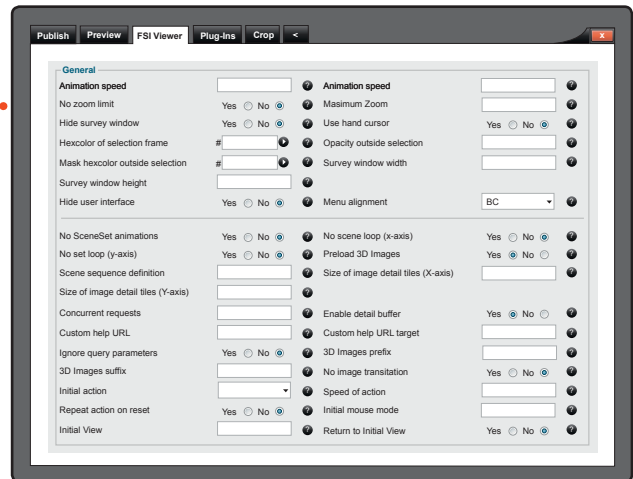 Publish Preview FSI Viewer Plug-Ins Crop < x
General
Animation speed ? Animation speed ?
No zoom limit Yes No ? Masimum Zoom ?
Hide survey window Yes No ? Use hand cursor Yes No ?
Hexcolor of selection frame # ? Opacity outside selection ?
Mask hexcolor outside selection # ? Survey window width ?
Survey window height ?
Hide user interface Yes No ? Menu alignment BC ?
No SceneSet animations Yes No ? No scene loop (x-axis) Yes No ?
No set loop (y-axis) Yes No ? Preload 3D Images Yes No ?
Scene sequence definition ? Size of image detail tiles (X-axis) ?
Size of image detail tiles (Y-axis) ?
Concurrent requests ? Enable detail buffer Yes No ?
Custom help URL ? Custom help URL target ?
Ignore query parameters Yes No ? 3D Images prefix ?
3D Images suffix ? No image transitation Yes No ?
Initial action ? Speed of action ?
Repeat action on reset Yes No ? Initial mouse mode ?
Initial View ? Return to Initial View Yes No ?